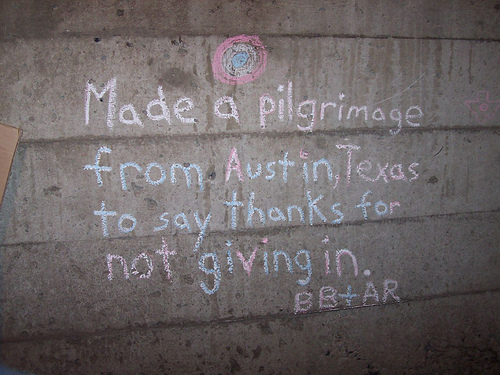 Made a pilgrimage
from Austin, Texas
to say thanks for
not giving in.
BB+AR